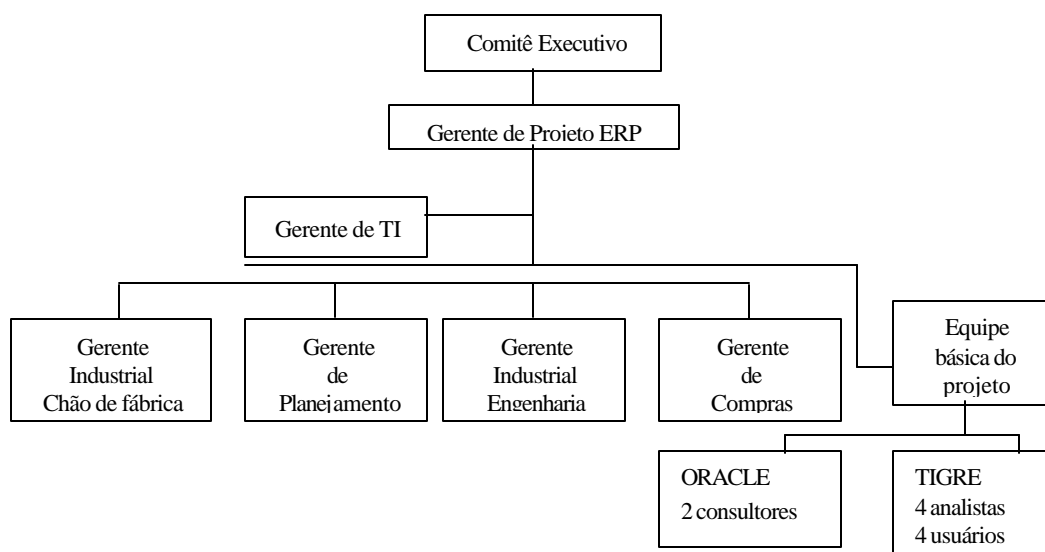 Comitê Executivo
Gerente de Projeto ERP
Gerente de TI
Gerente
Industrial
Chão de fábrica
Gerente
de
Planejamento
Gerente
Industrial
Engenharia
Gerente
de
Compras
Equipe
básica do
projeto
ORACLE
2 consultores
TIGRE
4 analistas
4 usuários